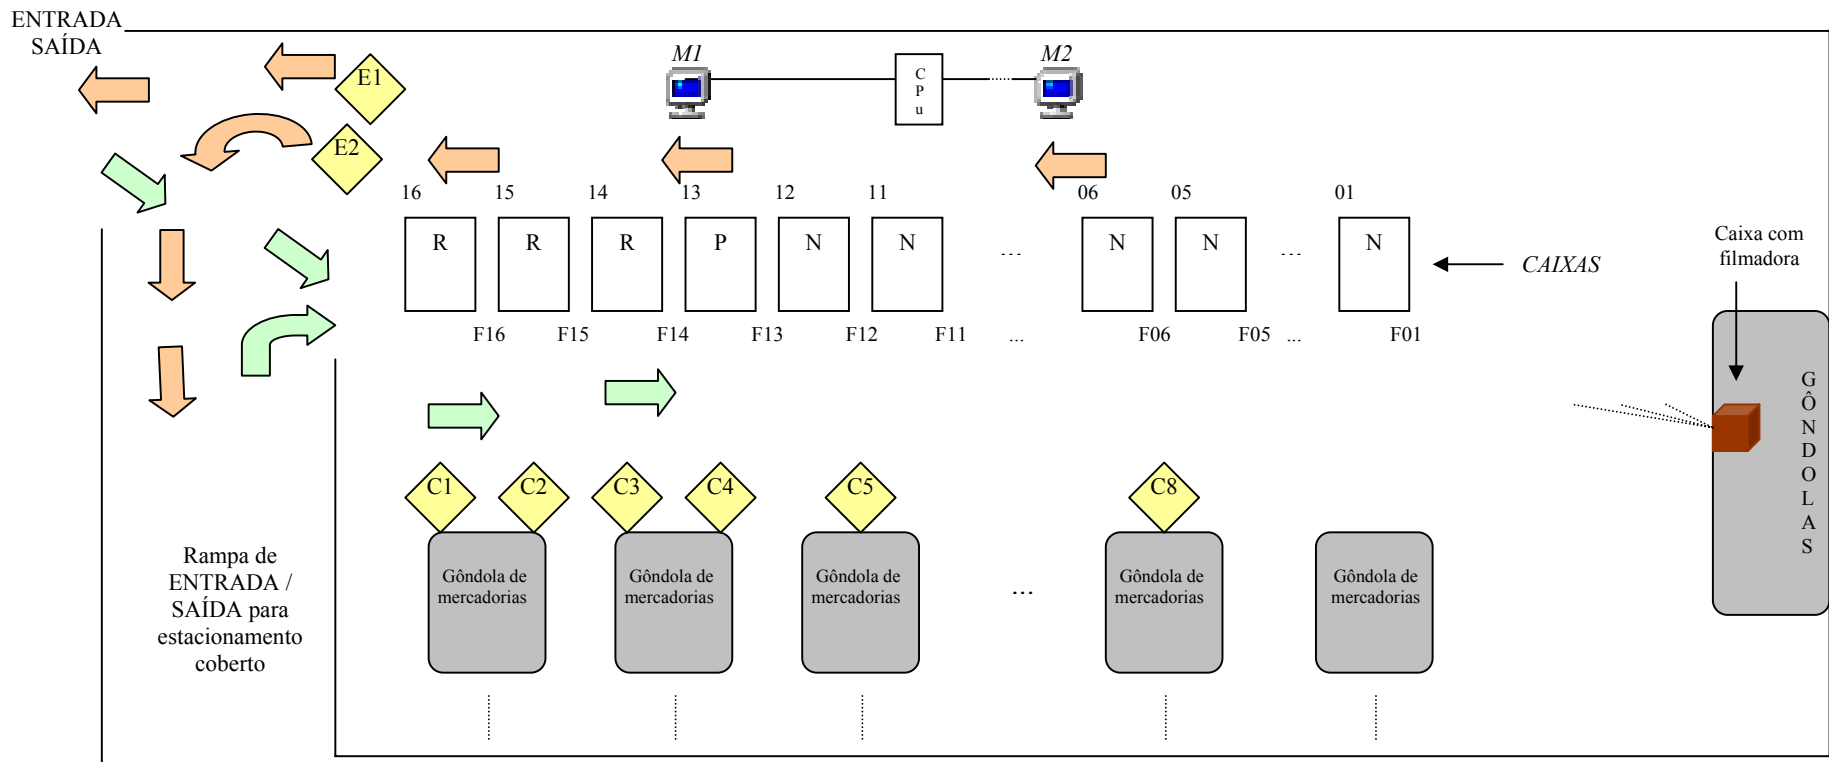 ENTRADA
SAÍDA
M1
M2
C
P
u
E1
E2
16 15 14 13 12 11 06 05 01
R R R P N N ... N N ... N
CAIXAS
Caixa com
filmadora
F16 F15 F14 F13 F12 F11 ... F06 F05 ... F01
G
Ô
N
D
O
L
A
S
C1 C2 C3 C4 C5 C8
Rampa de
ENTRADA /
SAÍDA para
estacionamento
coberto
Gôndola de
mercadorias
Gôndola de
mercadorias
Gôndola de
mercadorias
...
Gôndola de
mercadorias
Gôndola de
mercadorias